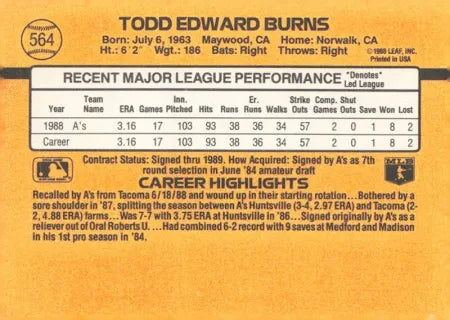 564
TODD EDWARD BURNS
Born: July 6, 1963 Maywood, CA Home: Norwalk, CA
Ht.: 6'2" Wgt.: 186 Bats: Right Throws: Right
©1988 LEAF, INC.
Printed in USA
RECENT MAJOR LEAGUE PERFORMANCE "Denotes" Led League
Year Team Name ERA Games Inn. Pitched Hits Runs Er. Runs Walks Strike Outs Comp. Games Shut Outs Save Won Lost
1988 A's 3.16 17 103 93 38 36 34 57 2 0 1 8 2
Career 3.16 17 103 93 38 36 34 57 2 0 1 8 2
Contract Status: Signed thru 1989. How Acquired: Signed by A's as 7th
round selection in June '84 amateur draft
MLB
CAREER HIGHLIGHTS
Recalled by A's from Tacoma 6/18/88 and wound up in their starting rotation...Bothered by a
sore shoulder in '87, splitting the season between A's Huntsville (3-4, 2.97 ERA) and Tacoma (2-
2, 4.88 ERA) farms...Was 7-7 with 3.75 ERA at Huntsville in '86...Signed originally by A's as a
reliever out of Oral Roberts U. ..Had combined 6-2 record with 9 saves at Medford and Madison
in his 1st pro season in '84.